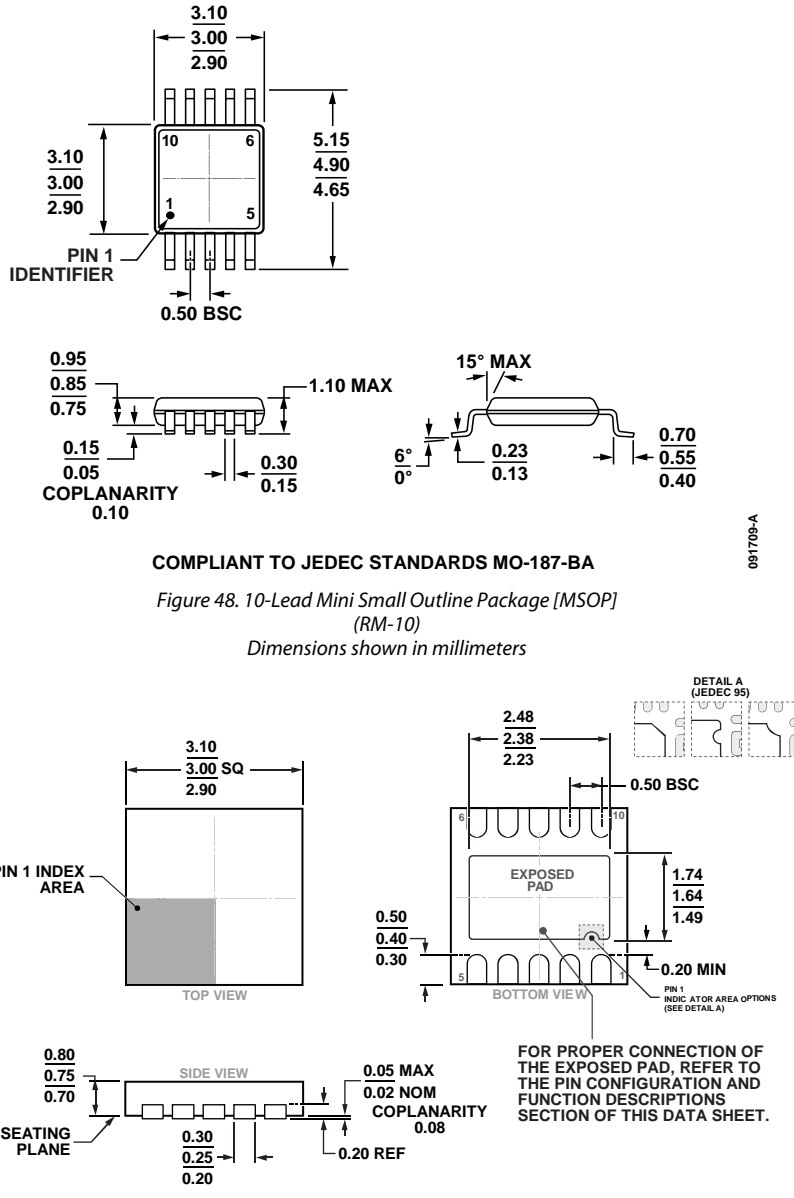 3.10
3.00
2.90
10
6
3.10
3.00
2.90
5.15
4.90
4.65
1
5
PIN 1
IDENTIFIER
0.50 BSC
0.95
0.85
0.75
1.10 MAX
0.15
0.05
COPLANARITY
0.10
0.30
0.15
15° MAX
6°
0°
0.23
0.13
0.70
0.55
0.40
091709-A
COMPLIANT TO JEDEC STANDARDS MO-187-BA
Figure 48. 10-Lead Mini Small Outline Package [MSOP]
(RM-10)
Dimensions shown in millimeters
DETAIL A
(JEDEC 95)
3.10
3.00 SQ
2.90
2.48
2.38
2.23
0.50 BSC
6
10
PIN 1 INDEX
AREA
EXPOSED
PAD
1.74
1.64
1.49
0.50
0.40
0.30
0.20 MIN
5
1
TOP VIEW
BOTTOM VIEW
PIN 1
INDIC ATOR AREA OPTIONS
(SEE DETAIL A)
0.80
0.75
0.70
SIDE VIEW
0.05 MAX
0.02 NOM
COPLANARITY
0.08
SEATING
PLANE
0.30
0.25
0.20
0.20 REF
FOR PROPER CONNECTION OF
THE EXPOSED PAD, REFER TO
THE PIN CONFIGURATION AND
FUNCTION DESCRIPTIONS
SECTION OF THIS DATA SHEET.